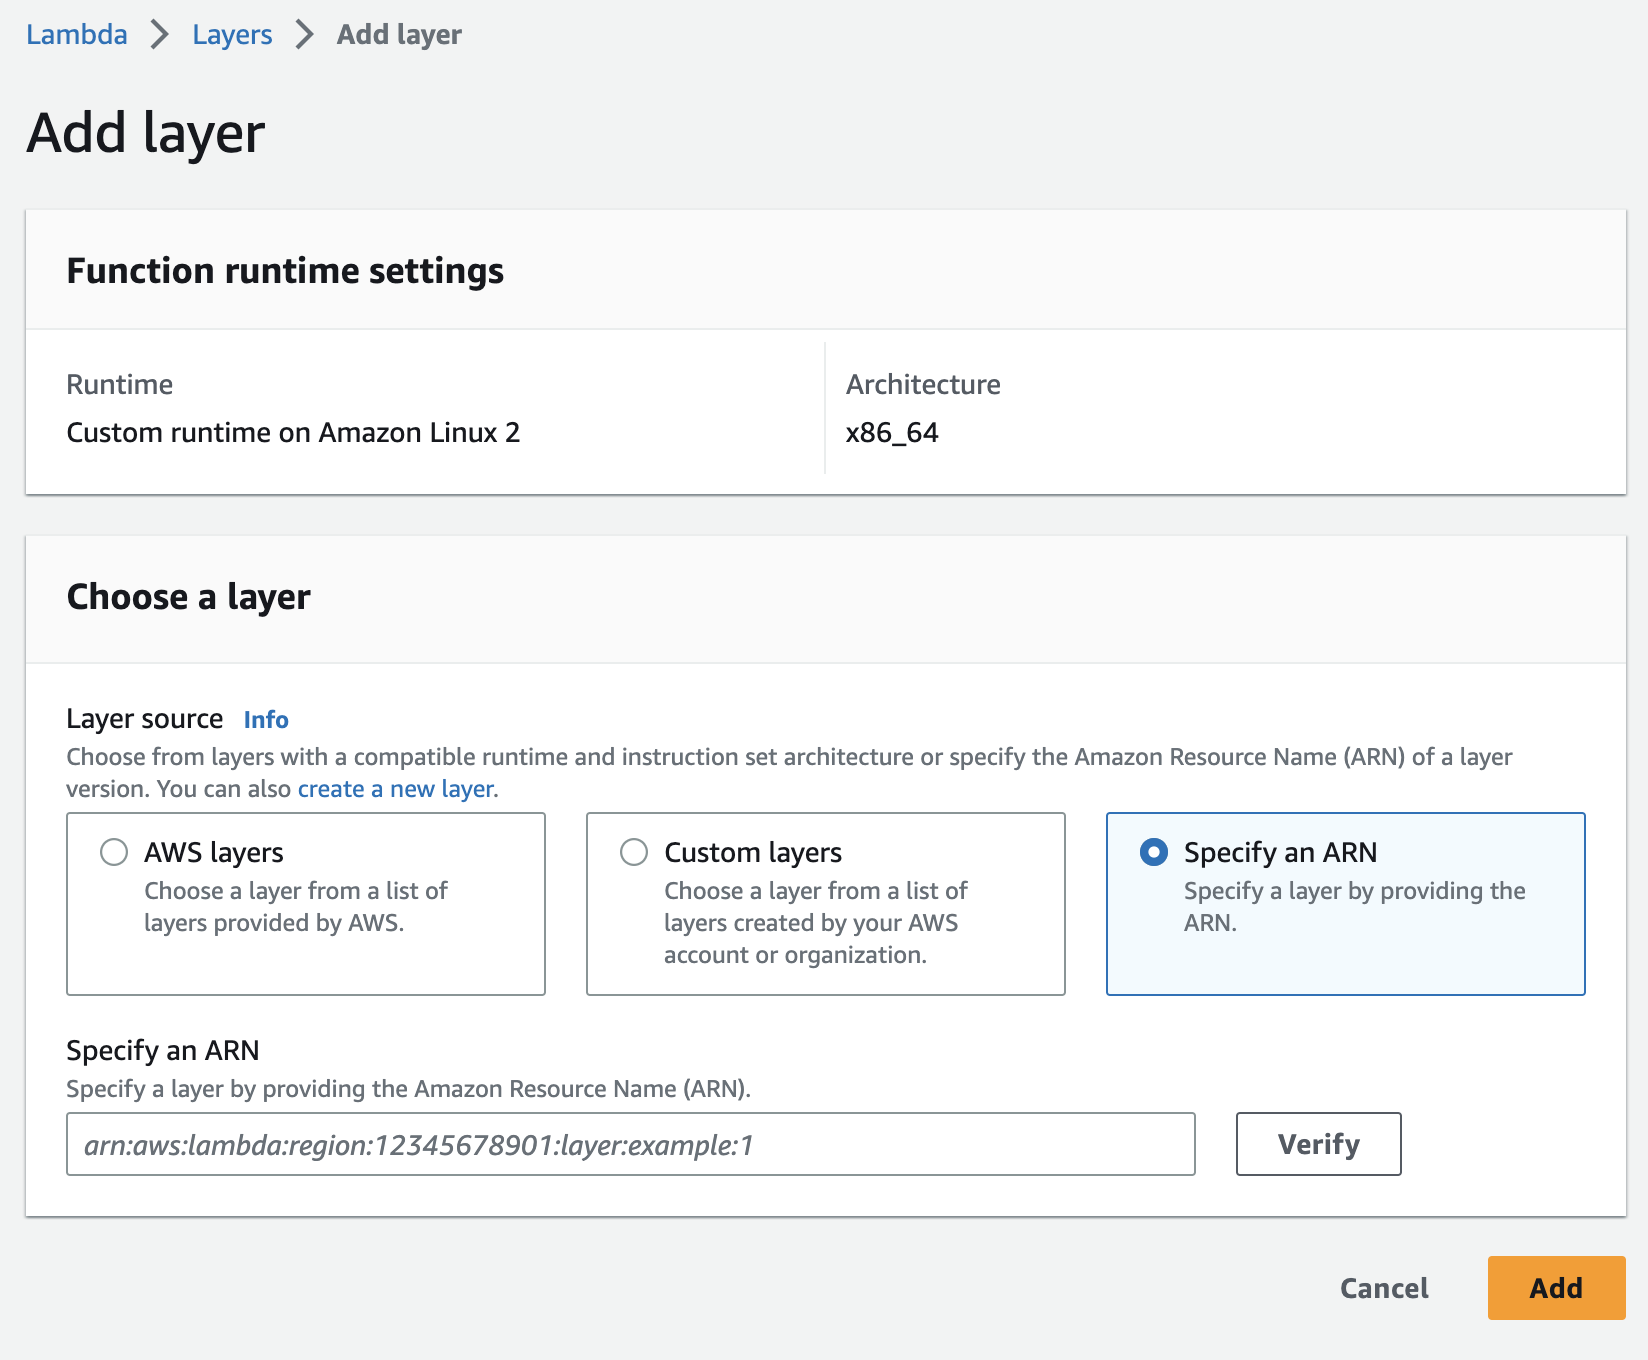 Lambda > Layers > Add layer
Add layer
Function runtime settings
Runtime
Custom runtime on Amazon Linux 2
Architecture
x86_64
Choose a layer
Layer source Info
Choose from layers with a compatible runtime and instruction set architecture or specify the Amazon Resource Name (ARN) of a layer
version. You can also create a new layer.
AWS layers
Choose a layer from a list of
layers provided by AWS.
Custom layers
Choose a layer from a list of
layers created by your AWS
account or organization.
Specify an ARN
Specify a layer by providing the
ARN.
Specify an ARN
Specify a layer by providing the Amazon Resource Name (ARN).
arn:aws:lambda:region:12345678901:layer:example:1
Verify
Cancel
Add